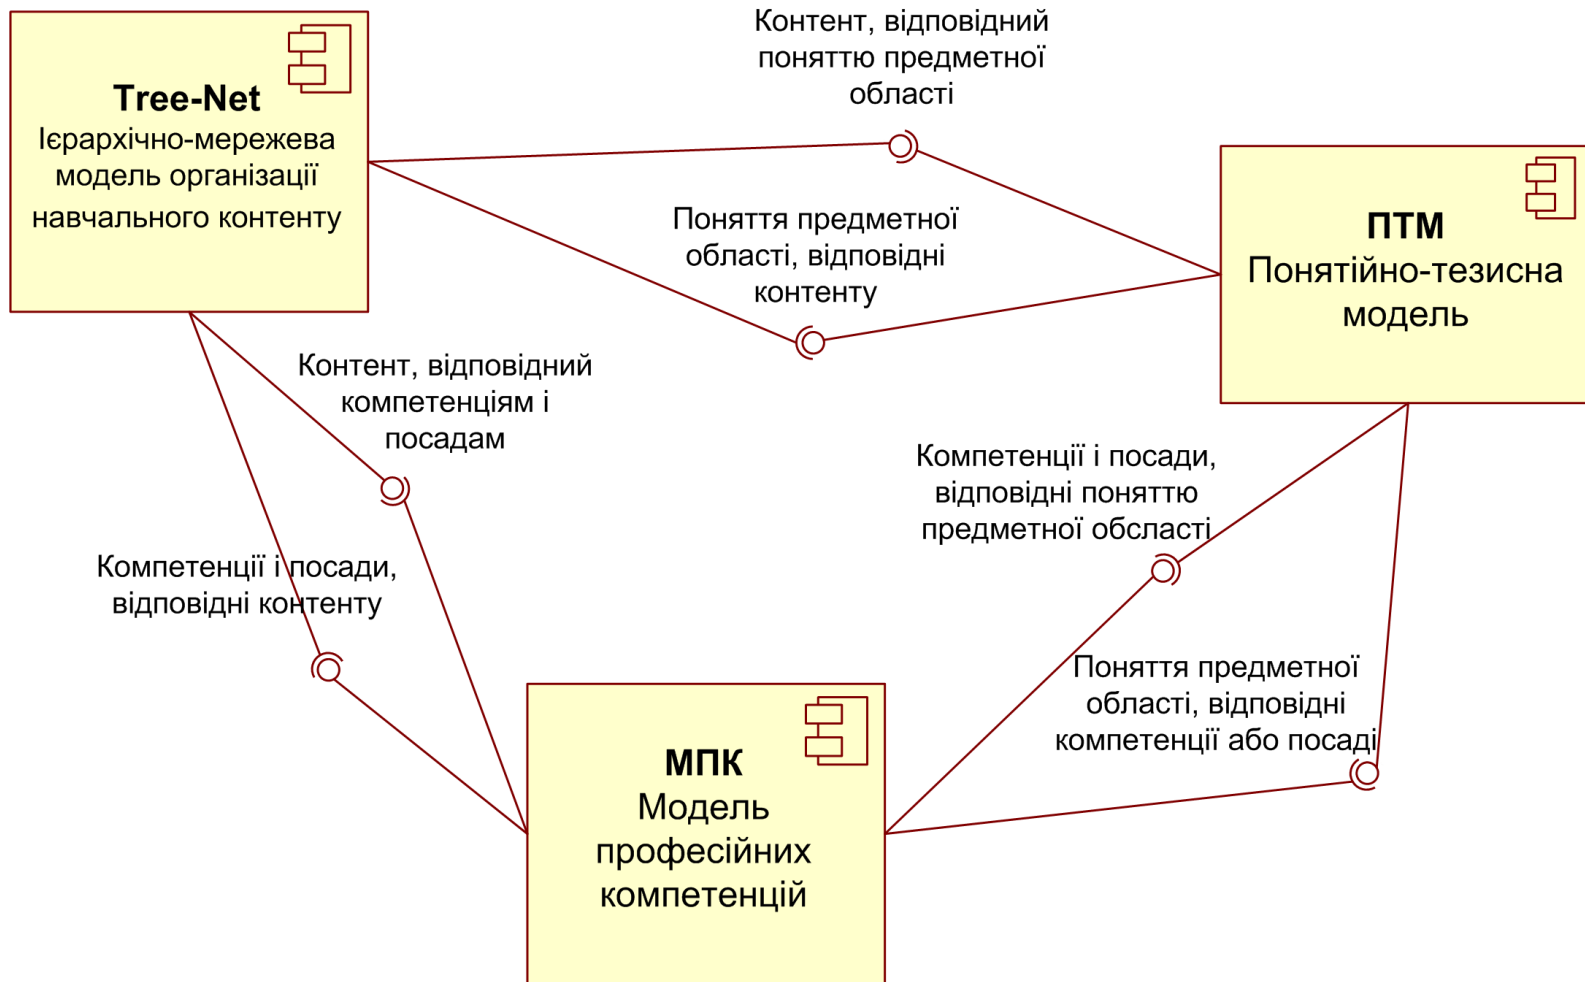 Tree-Net
Ієрархічно-мережева
модель організації
навчального контенту
Контент, відповідний
поняттю предметної
області
Поняття предметної
області, відповідні
контенту
ПТМ
Понятійно-тезисна
модель
Контент, відповідний
компетенціям і
посадам
Компетенції і посади,
відповідні поняттю
предметної обсласті
Компетенції і посади,
відповідні контенту
Поняття предметної
області, відповідні
компетенції або посаді
МПК
Модель
професійних
компетенцій